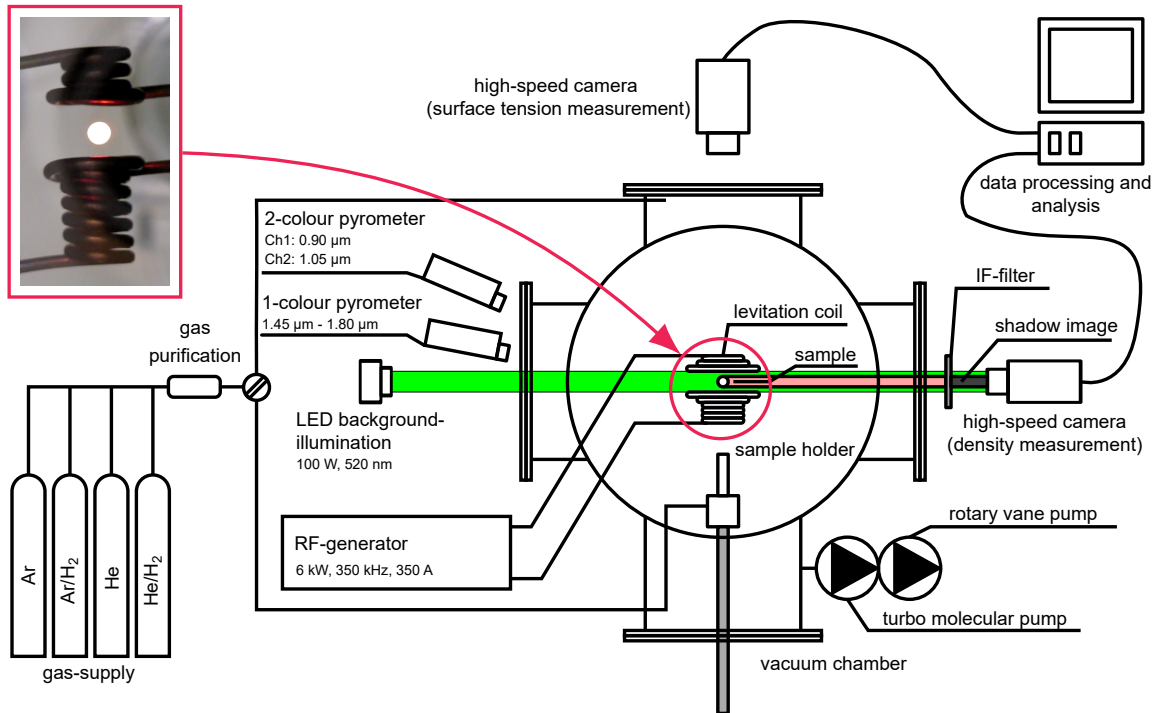 high-speed camera
(surface tension measurement)
data processing and
analysis
2-colour pyrometer
Ch1: 0.90 µm
Ch2: 1.05 µm
1-colour pyrometer
1.45 µm - 1.80 µm
IF-filter
levitation coil
shadow image
gas
purification
sample
LED background-
illumination
100 W, 520 nm
high-speed camera
(density measurement)
sample holder
rotary vane pump
RF-generator
6 kW, 350 kHz, 350 A
Ar
Ar/H₂
He
He/H₂
turbo molecular pump
vacuum chamber
gas-supply